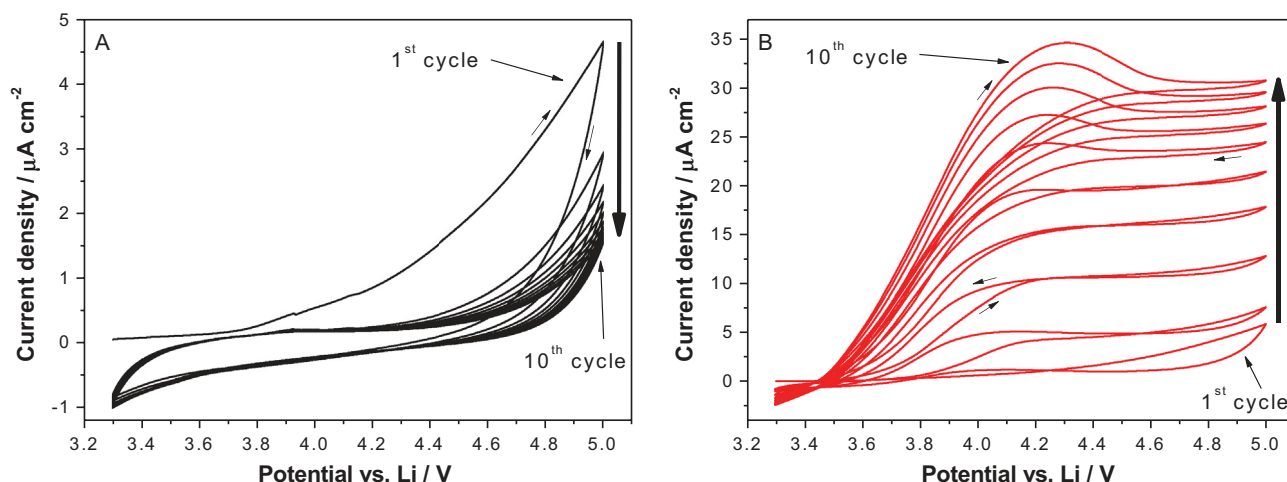 A
1st cycle
10th cycle
5
4
3
2
1
0
-1
3.2 3.4 3.6 3.8 4.0 4.2 4.4 4.6 4.8 5.0
Current density / µA cm-2
Potential vs. Li / V
B
10th cycle
1st cycle
35
30
25
20
15
10
5
0
3.2 3.4 3.6 3.8 4.0 4.2 4.4 4.6 4.8 5.0
Current density / µA cm-2
Potential vs. Li / V